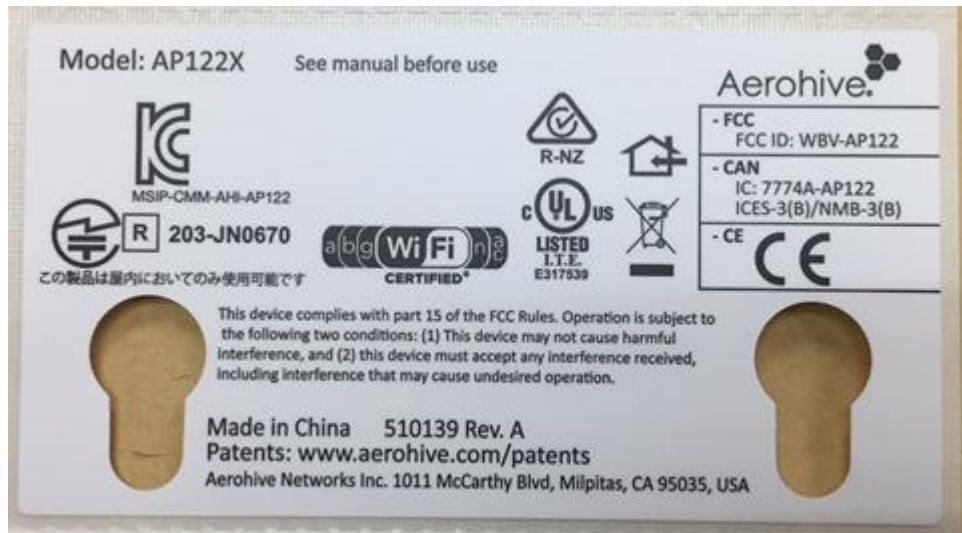 Model: AP122X
See manual before use
Aerohive.
- FCC
FCC ID: WBV-AP122
- CAN
IC: 7774A-AP122
ICES-3(B)/NMB-3(B)
- CE
CE
MSIP-CMM-AHI-AP122
R 203-JN0670
この製品は屋内においてのみ使用可能です
a b g Wi Fi n ac
CERTIFIED®
R-NZ
C UL US
LISTED
I.T.E.
E317539
This device complies with part 15 of the FCC Rules. Operation is subject to
the following two conditions: (1) This device may not cause harmful
interference, and (2) this device must accept any interference received,
including interference that may cause undesired operation.
Made in China 510139 Rev. A
Patents: www.aerohive.com/patents
Aerohive Networks Inc. 1011 McCarthy Blvd, Milpitas, CA 95035, USA